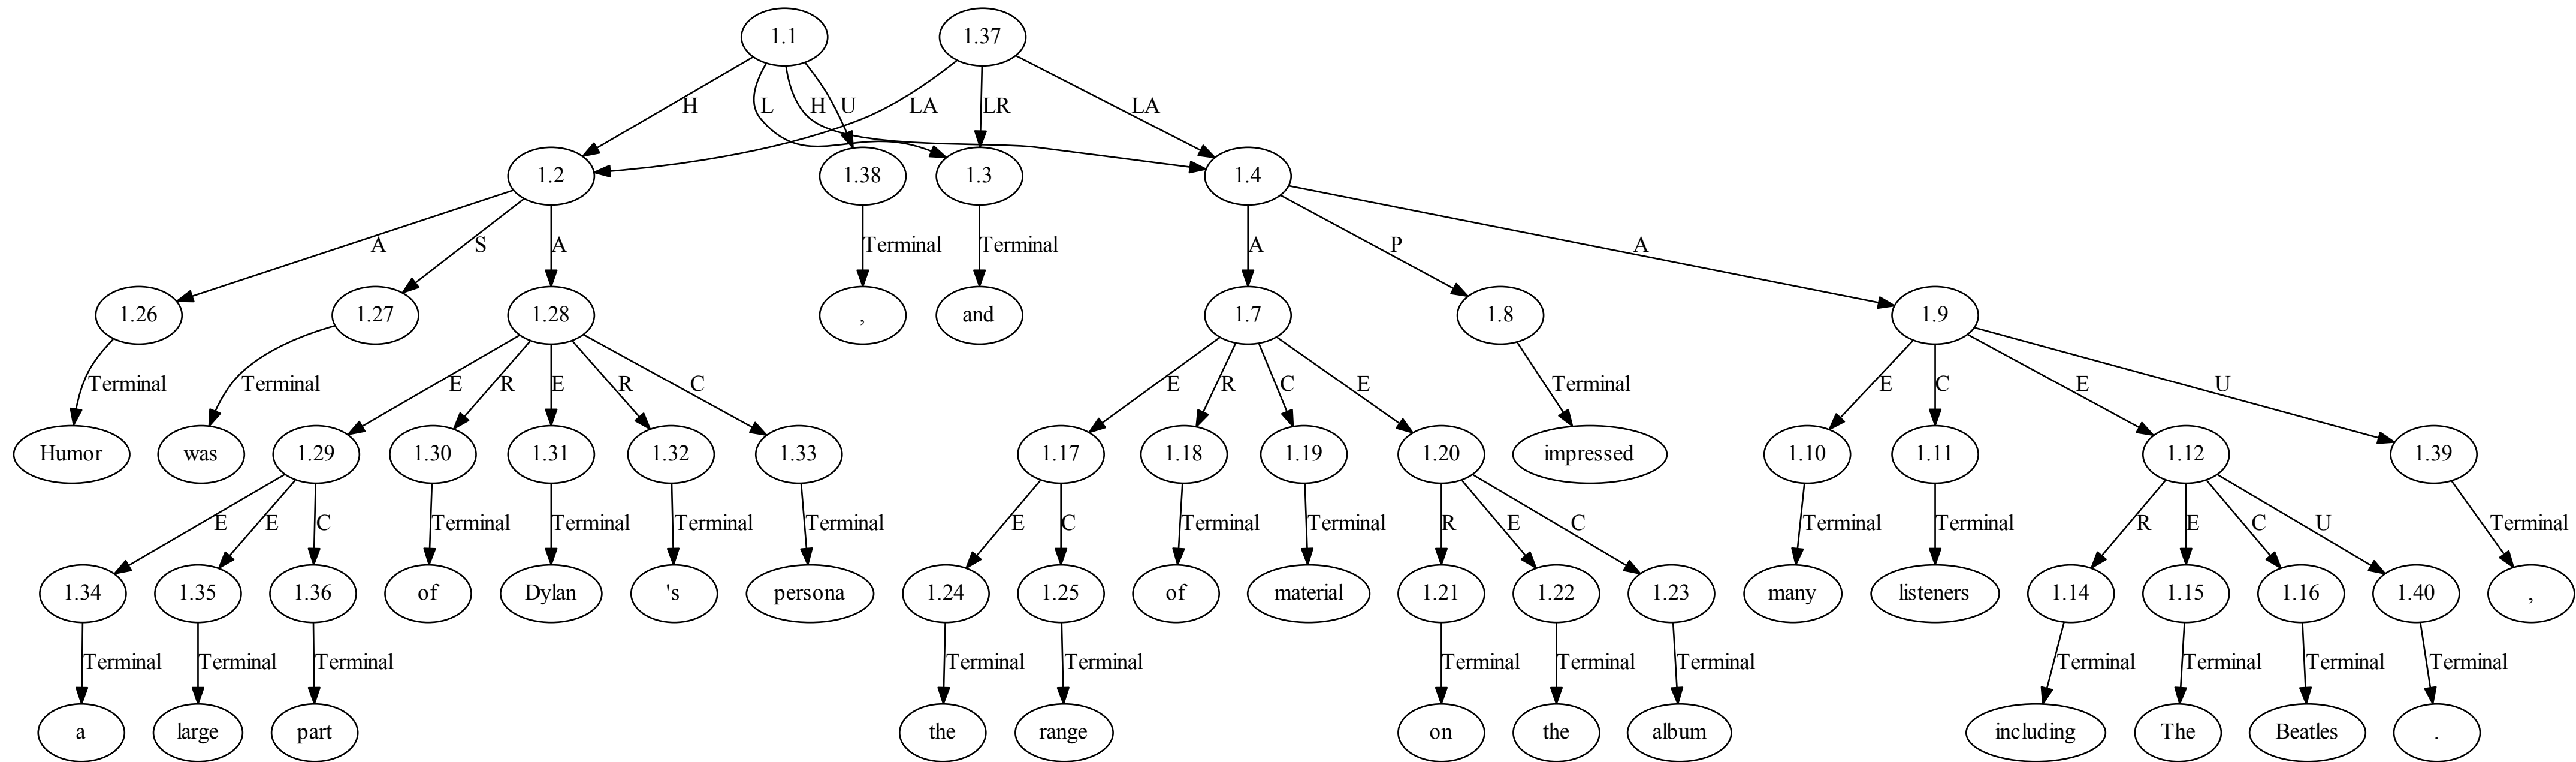 1.1 1.37
H L H U LA LR LA
1.2 1.38 1.3 1.4
A S A Terminal Terminal A P A
1.26 1.27 1.28 , and 1.7 1.8 1.9
Terminal Terminal E R E R C E R C E Terminal E C E U
Humor was 1.29 1.30 1.31 1.32 1.33 1.17 1.18 1.19 1.20 impressed 1.10 1.11 1.12 1.39
E E C Terminal Terminal Terminal Terminal E C Terminal Terminal R E C Terminal Terminal R E C U Terminal
1.34 1.35 1.36 of Dylan 's persona 1.24 1.25 of material 1.21 1.22 1.23 many listeners 1.14 1.15 1.16 1.40 ,
Terminal Terminal Terminal Terminal Terminal Terminal Terminal Terminal Terminal Terminal Terminal Terminal
a large part the range on the album including The Beatles .